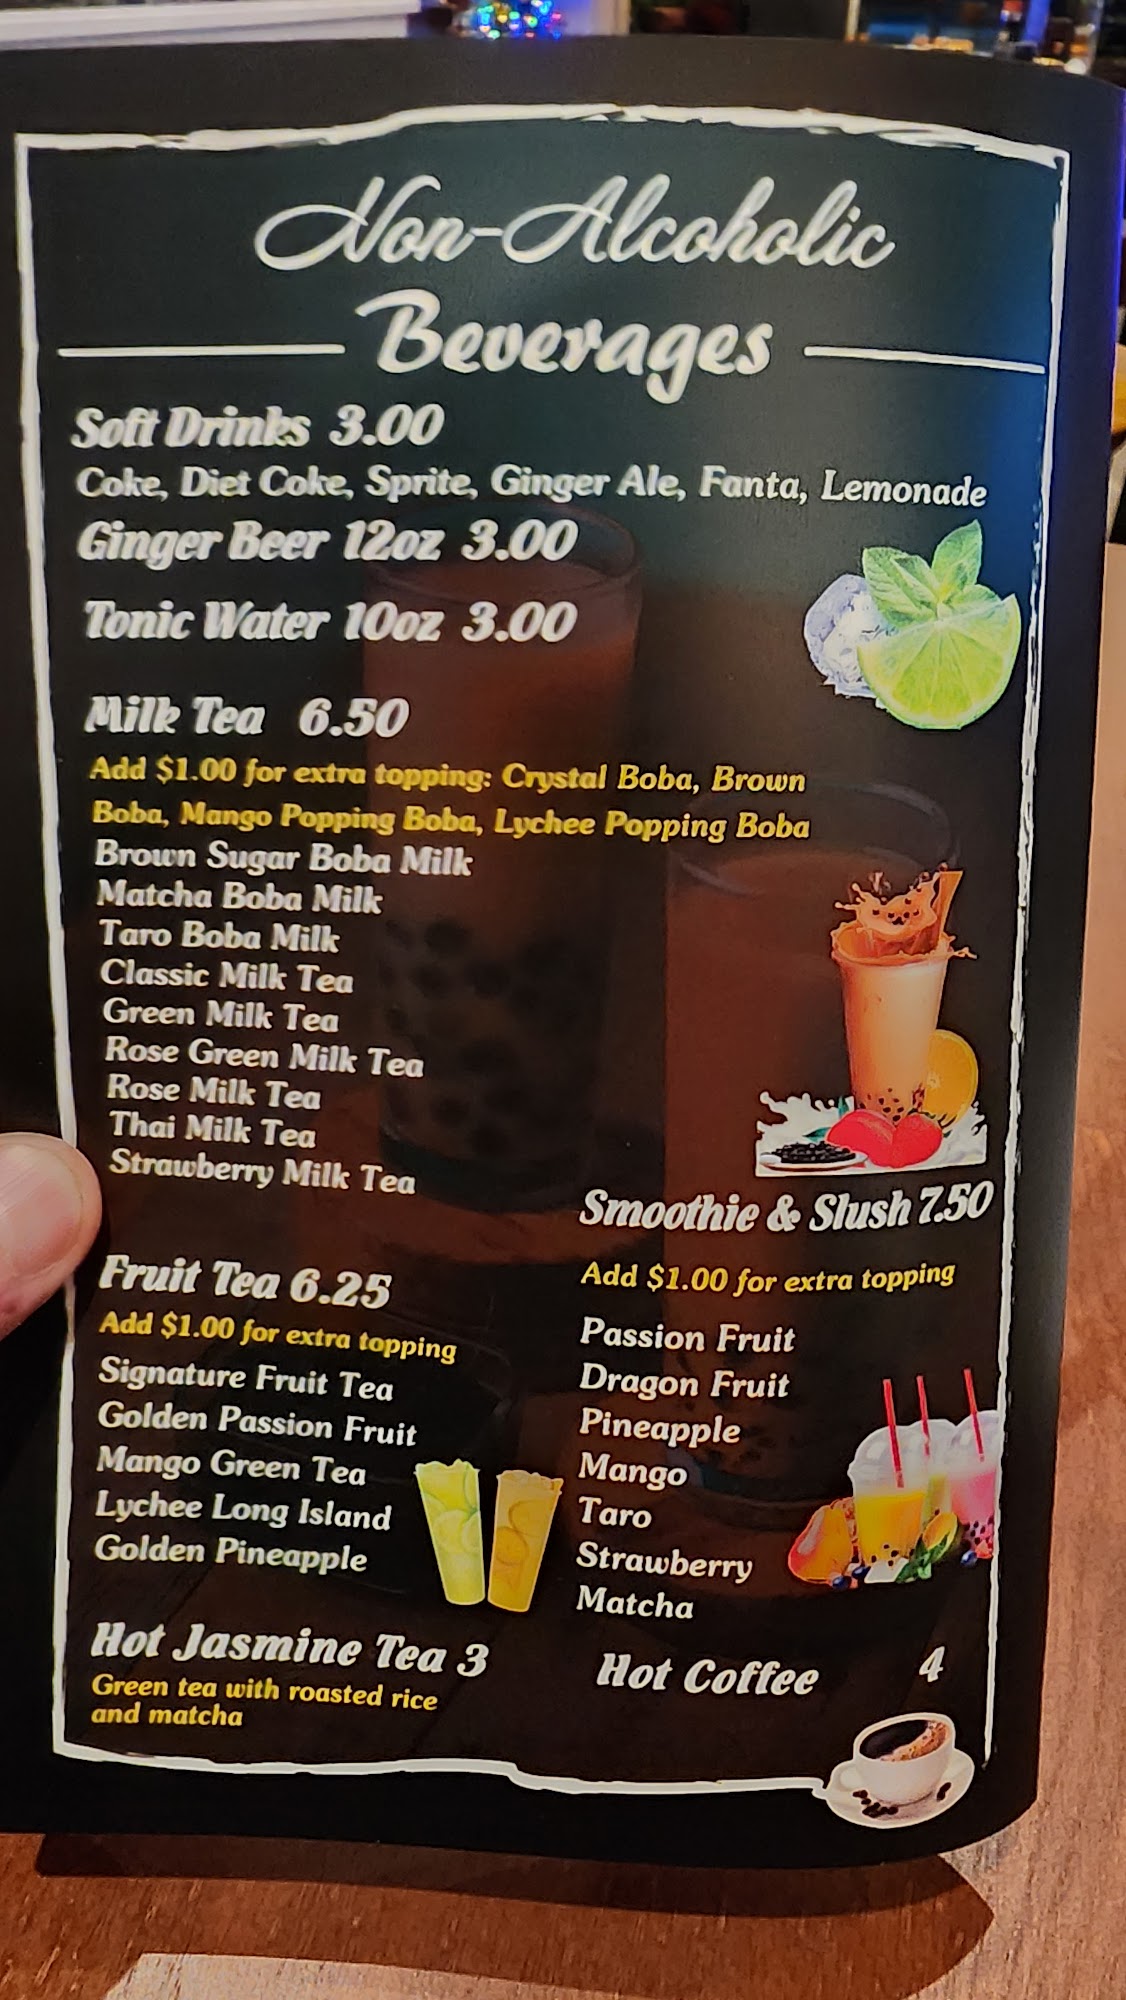 Non-Alcoholic
Beverages
Soft Drinks 3.00
Coke, Diet Coke, Sprite, Ginger Ale, Fanta, Lemonade
Ginger Beer 12oz 3.00
Tonic Water 10oz 3.00
Milk Tea 6.50
Add $1.00 for extra topping: Crystal Boba, Brown
Boba, Mango Popping Boba, Lychee Popping Boba
Brown Sugar Boba Milk
Matcha Boba Milk
Taro Boba Milk
Classic Milk Tea
Green Milk Tea
Rose Green Milk Tea
Rose Milk Tea
Thai Milk Tea
Strawberry Milk Tea
Fruit Tea 6.25
Add $1.00 for extra topping
Signature Fruit Tea
Golden Passion Fruit
Mango Green Tea
Lychee Long Island
Golden Pineapple
Hot Jasmine Tea 3
Green tea with roasted rice
and matcha
Smoothie & Slush 7.50
Add $1.00 for extra topping
Passion Fruit
Dragon Fruit
Pineapple
Mango
Taro
Strawberry
Matcha
Hot Coffee 4